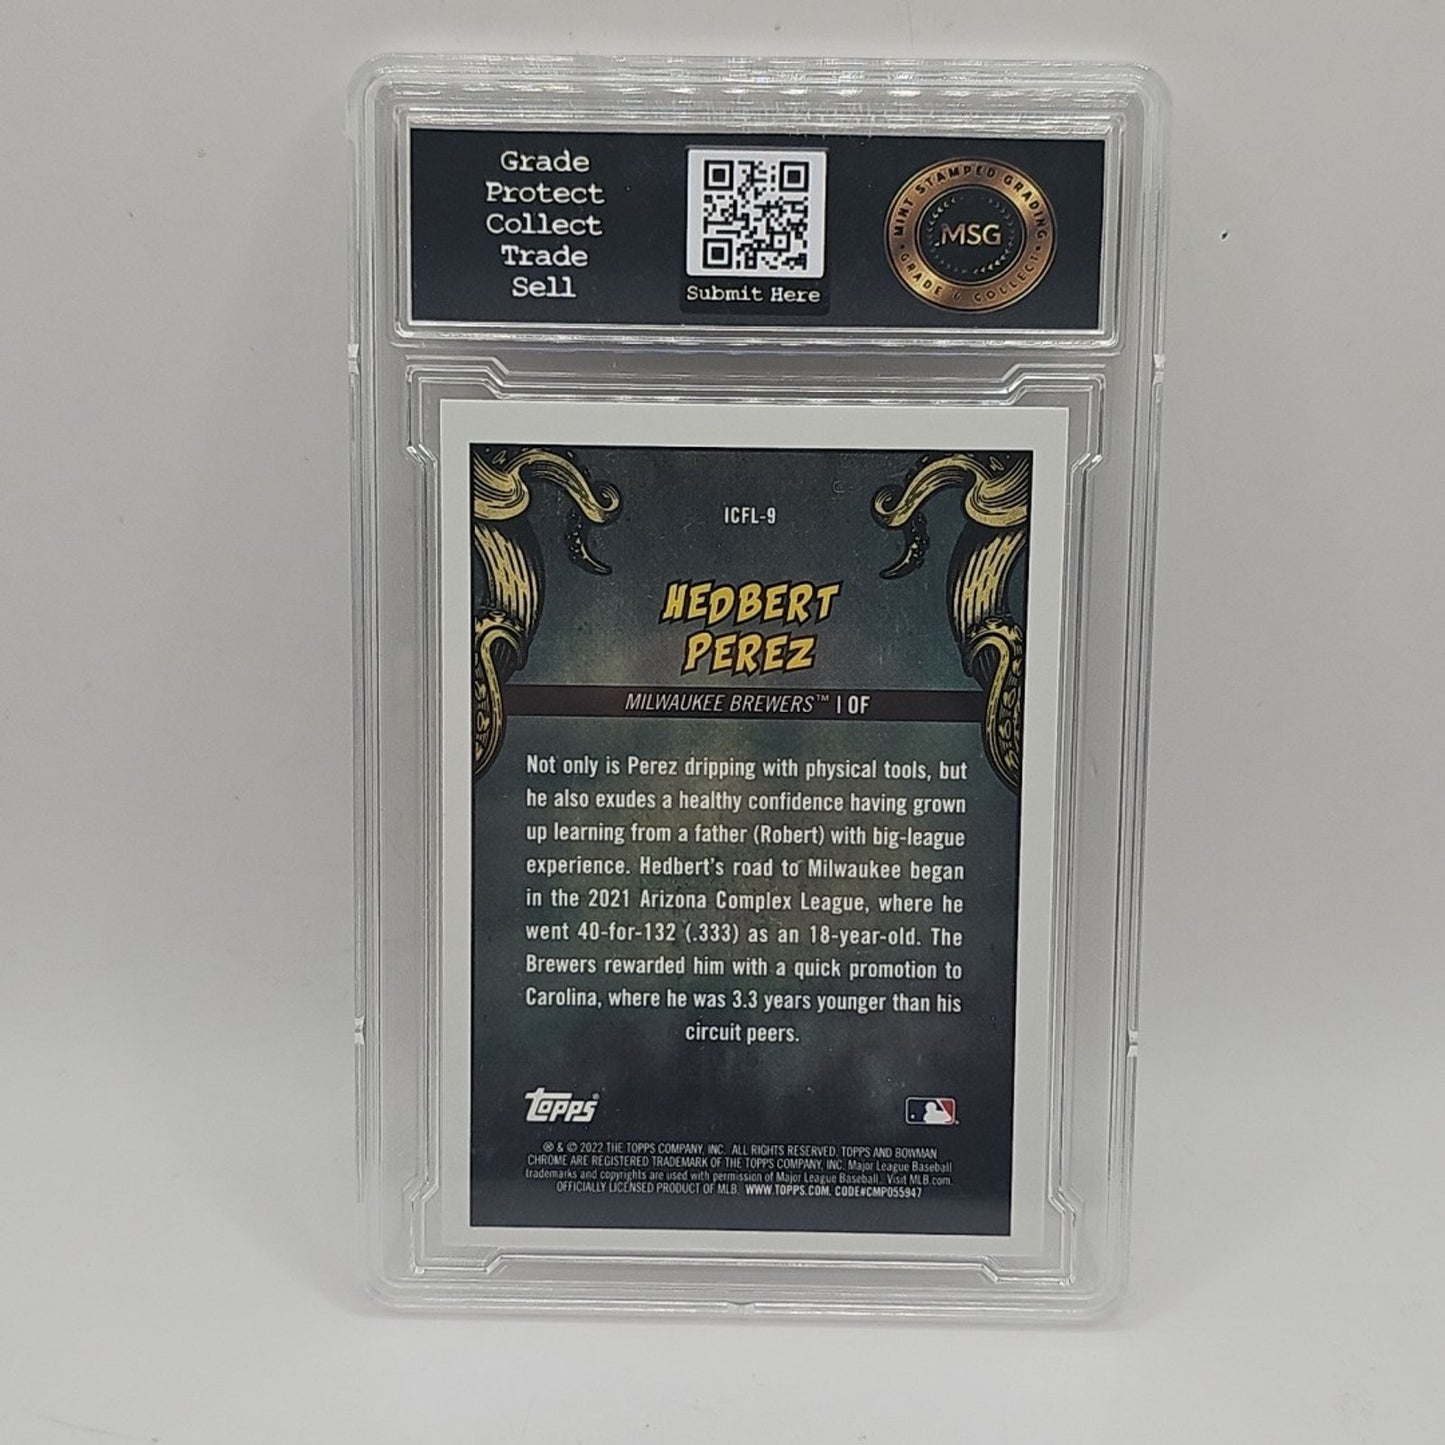 Grade
Protect
Collect
Trade
Sell
Submit Here
MINT STAMPED GRADING
MSG
GRADE & COLLECT
ICFL-9
HEDBERT
PEREZ
MILWAUKEE BREWERS™ | OF
Not only is Perez dripping with physical tools, but
he also exudes a healthy confidence having grown
up learning from a father (Robert) with big-league
experience. Hedbert's road to Milwaukee began
in the 2021 Arizona Complex League, where he
went 40-for-132 (.333) as an 18-year-old. The
Brewers rewarded him with a quick promotion to
Carolina, where he was 3.3 years younger than his
circuit peers.
TOPPS®
® & © 2022 THE TOPPS COMPANY, INC. ALL RIGHTS RESERVED. TOPPS AND BOWMAN
CHROME ARE REGISTERED TRADEMARK OF THE TOPPS COMPANY, INC. Major League Baseball
trademarks and copyrights are used with permission of Major League Baseball. Visit MLB.com.
OFFICIALLY LICENSED PRODUCT OF MLB. WWW.TOPPS.COM. CODE#CMP055947